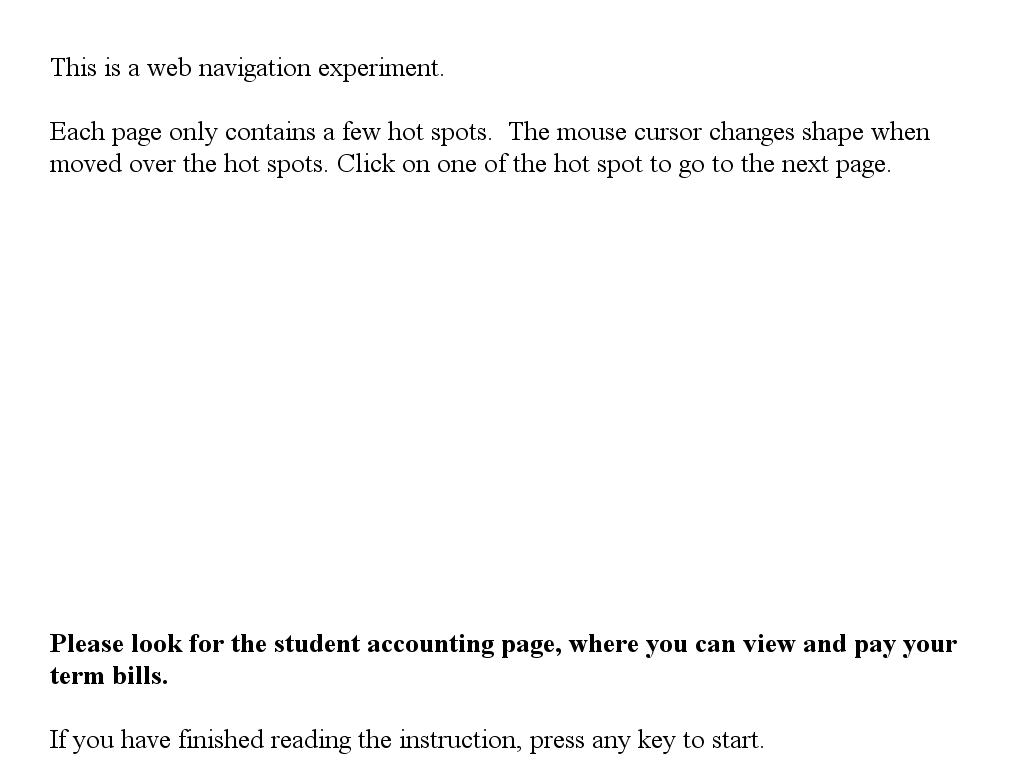 This is a web navigation experiment.
Each page only contains a few hot spots.  The mouse cursor changes shape when
moved over the hot spots. Click on one of the hot spot to go to the next page.
Please look for the student accounting page, where you can view and pay your
term bills.
If you have finished reading the instruction, press any key to start.